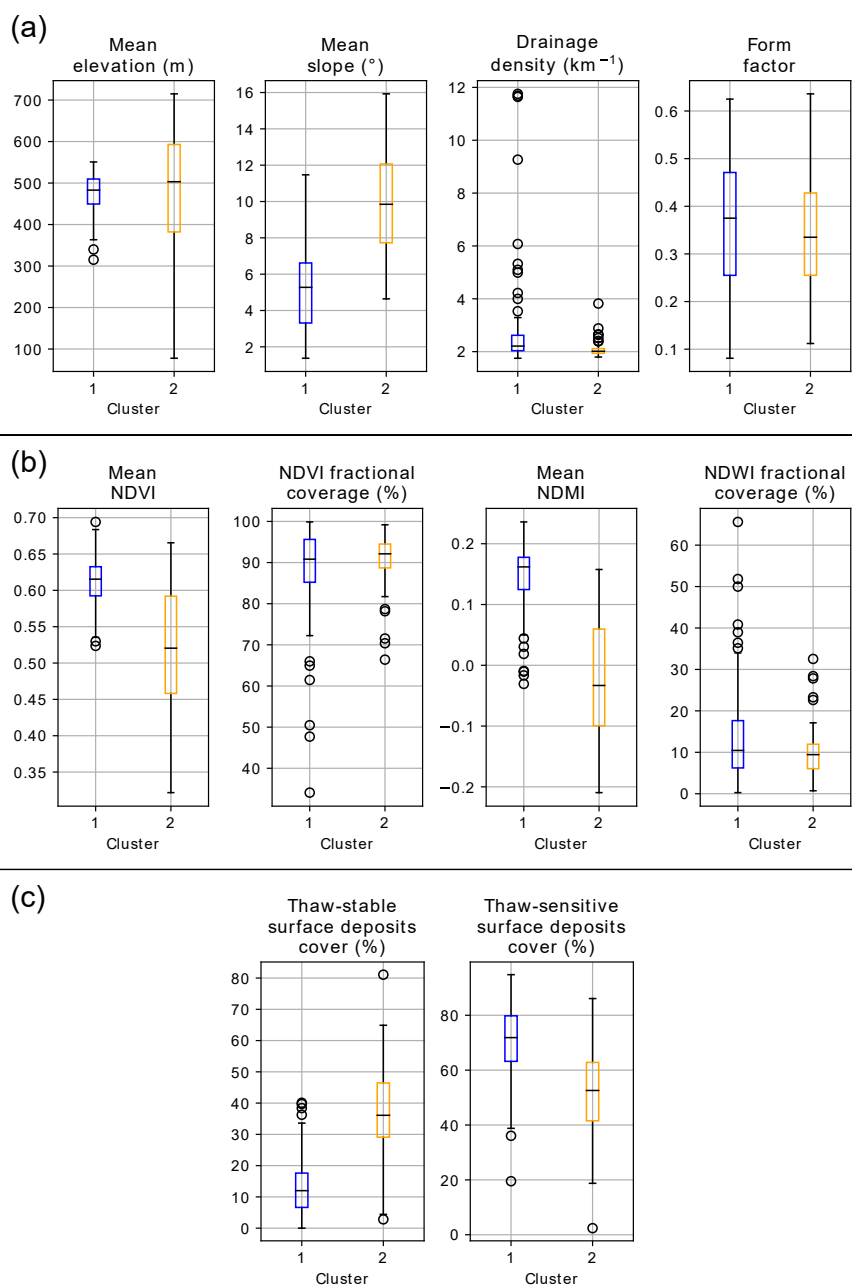 (a)
Mean
elevation (m)
700
600
500
400
300
200
100
1
2
Cluster
Mean
slope (°)
16
14
12
10
8
6
4
2
1
2
Cluster
Drainage
density (km⁻¹)
12
10
8
6
4
2
1
2
Cluster
Form
factor
0.6
0.5
0.4
0.3
0.2
0.1
1
2
Cluster
(b)
Mean
NDVI
0.70
0.65
0.60
0.55
0.50
0.45
0.40
0.35
1
2
Cluster
NDVI fractional
coverage (%)
100
90
80
70
60
50
40
1
2
Cluster
Mean
NDMI
0.2
0.1
0.0
−0.1
−0.2
1
2
Cluster
NDWI fractional
coverage (%)
60
50
40
30
20
10
0
1
2
Cluster
(c)
Thaw-stable
surface deposits
cover (%)
80
70
60
50
40
30
20
10
0
1
2
Cluster
Thaw-sensitive
surface deposits
cover (%)
80
60
40
20
0
1
2
Cluster